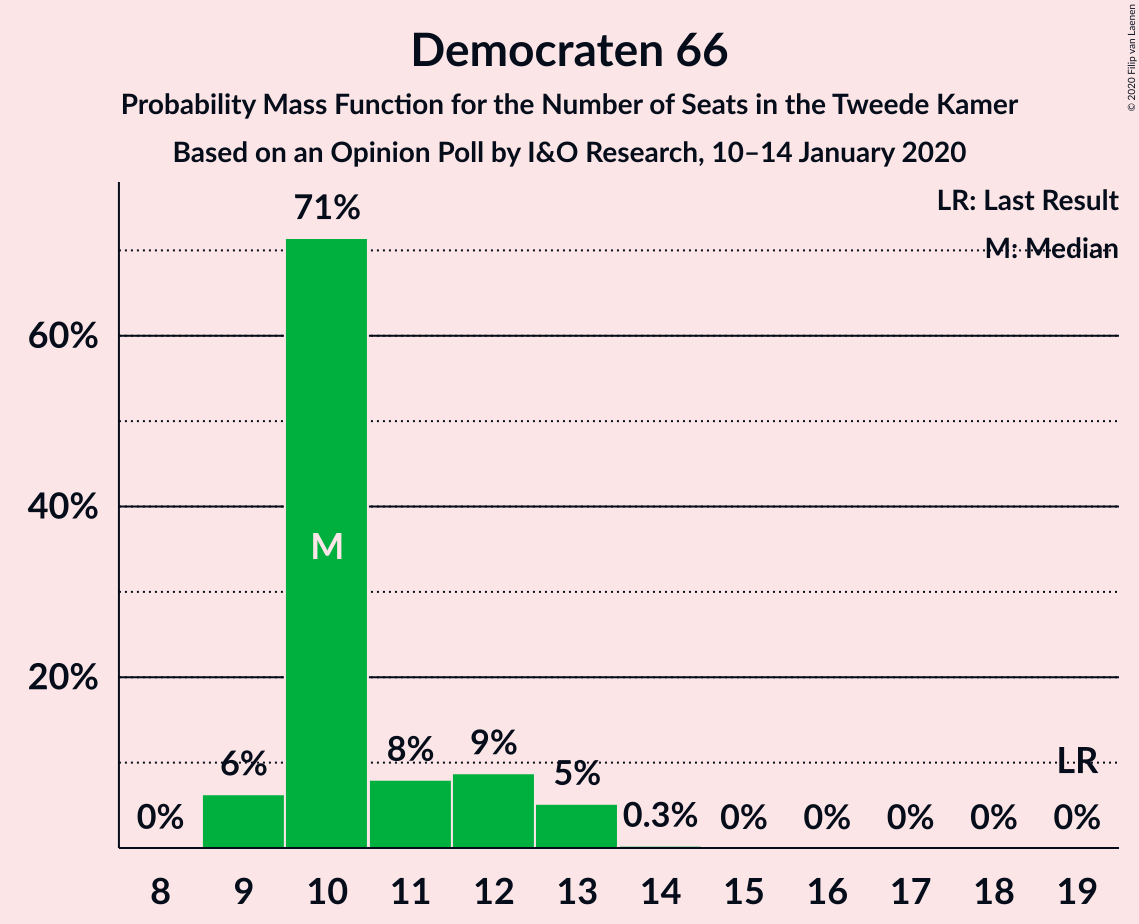 Democraten 66
Probability Mass Function for the Number of Seats in the Tweede Kamer
Based on an Opinion Poll by I&O Research, 10–14 January 2020
© 2020 Filip van Laenen
LR: Last Result
M: Median
60%
40%
20%
0%
6%
71%
M
8%
9%
5%
0.3%
0%
0%
0%
0%
LR
0%
8 9 10 11 12 13 14 15 16 17 18 19